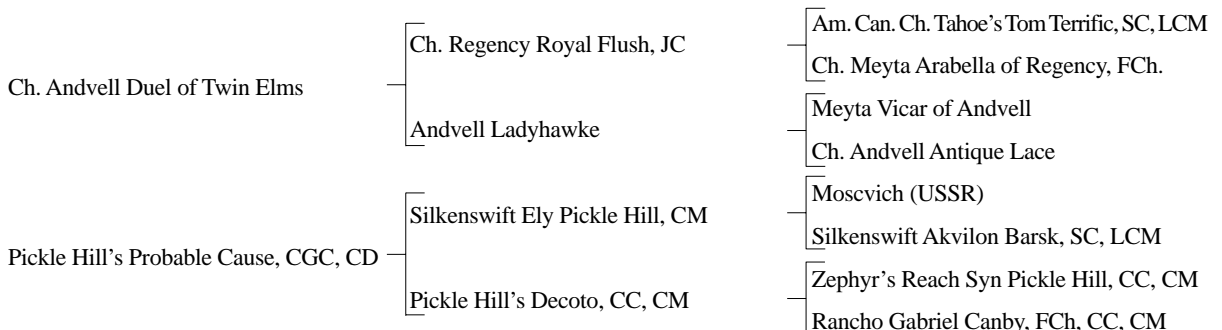 Am. Can. Ch. Tahoe's Tom Terrific, SC, LCM
Ch. Regency Royal Flush, JC
Ch. Meyta Arabella of Regency, FCh.
Ch. Andvell Duel of Twin Elms
Meyta Vicar of Andvell
Andvell Ladyhawke
Ch. Andvell Antique Lace
Moscvich (USSR)
Silkenswift Ely Pickle Hill, CM
Silkenswift Akvilon Barsk, SC, LCM
Pickle Hill's Probable Cause, CGC, CD
Zephyr's Reach Syn Pickle Hill, CC, CM
Pickle Hill's Decoto, CC, CM
Rancho Gabriel Canby, FCh, CC, CM